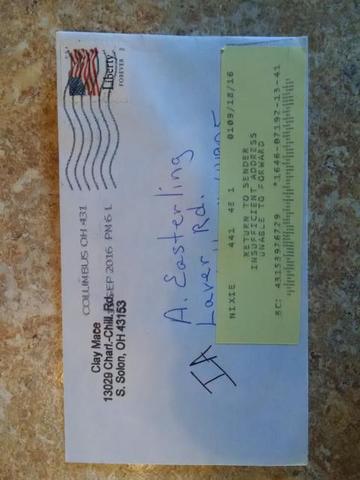 Clay Mace
13029 Charl.-Chill. Rd.
S. Solon, OH 43153
COLUMBUS OH 431
SEP 2016 PM 6 L
Liberty
FOREVER
A. Easterling
Laver Rd.
IA
NIXIE 441 4E 1 0109/18/16
RETURN TO SENDER
INSUFFICIENT ADDRESS
UNABLE TO FORWARD
BC: 43153976729 *1646-07192-13-41